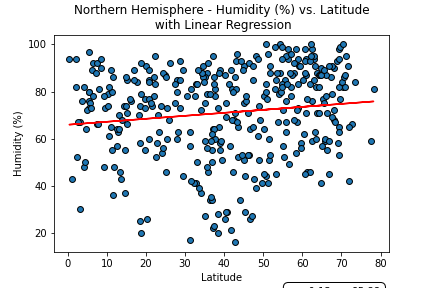 Northern Hemisphere - Humidity (%) vs. Latitude
with Linear Regression
100
80
60
40
20
Humidity (%)
0 10 20 30 40 50 60 70 80
Latitude